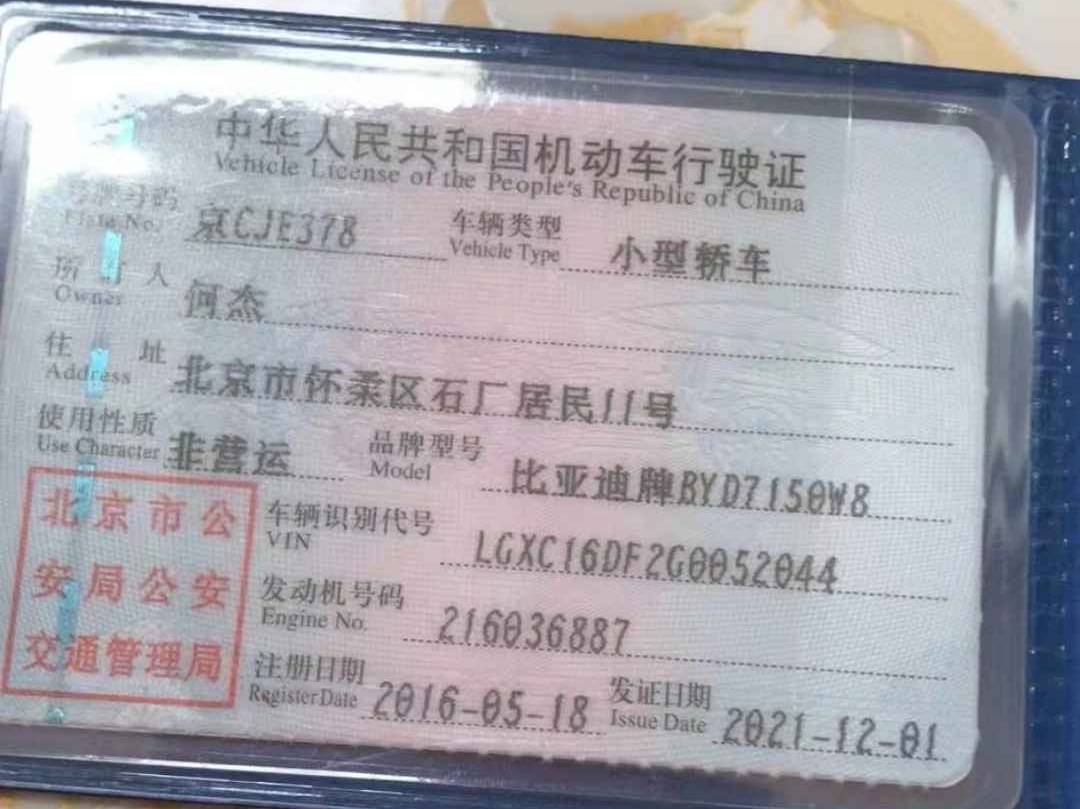 中华人民共和国机动车行驶证
Vehicle License of the People's Republic of China
号牌号码 京CJE378 车辆类型 小型轿车
Plate No. Vehicle Type
所有人 何杰
Owner
住址 北京市怀柔区石厂居民11号
Address
使用性质 非营运 品牌型号 比亚迪牌BYD7150W8
Use Character Model
北京市公
安局公安
交通管理局
车辆识别代号 LGXC16DF2G0052044
VIN
发动机号码 216036887
Engine No.
注册日期 2016-05-18 发证日期 2021-12-01
Register Date Issue Date